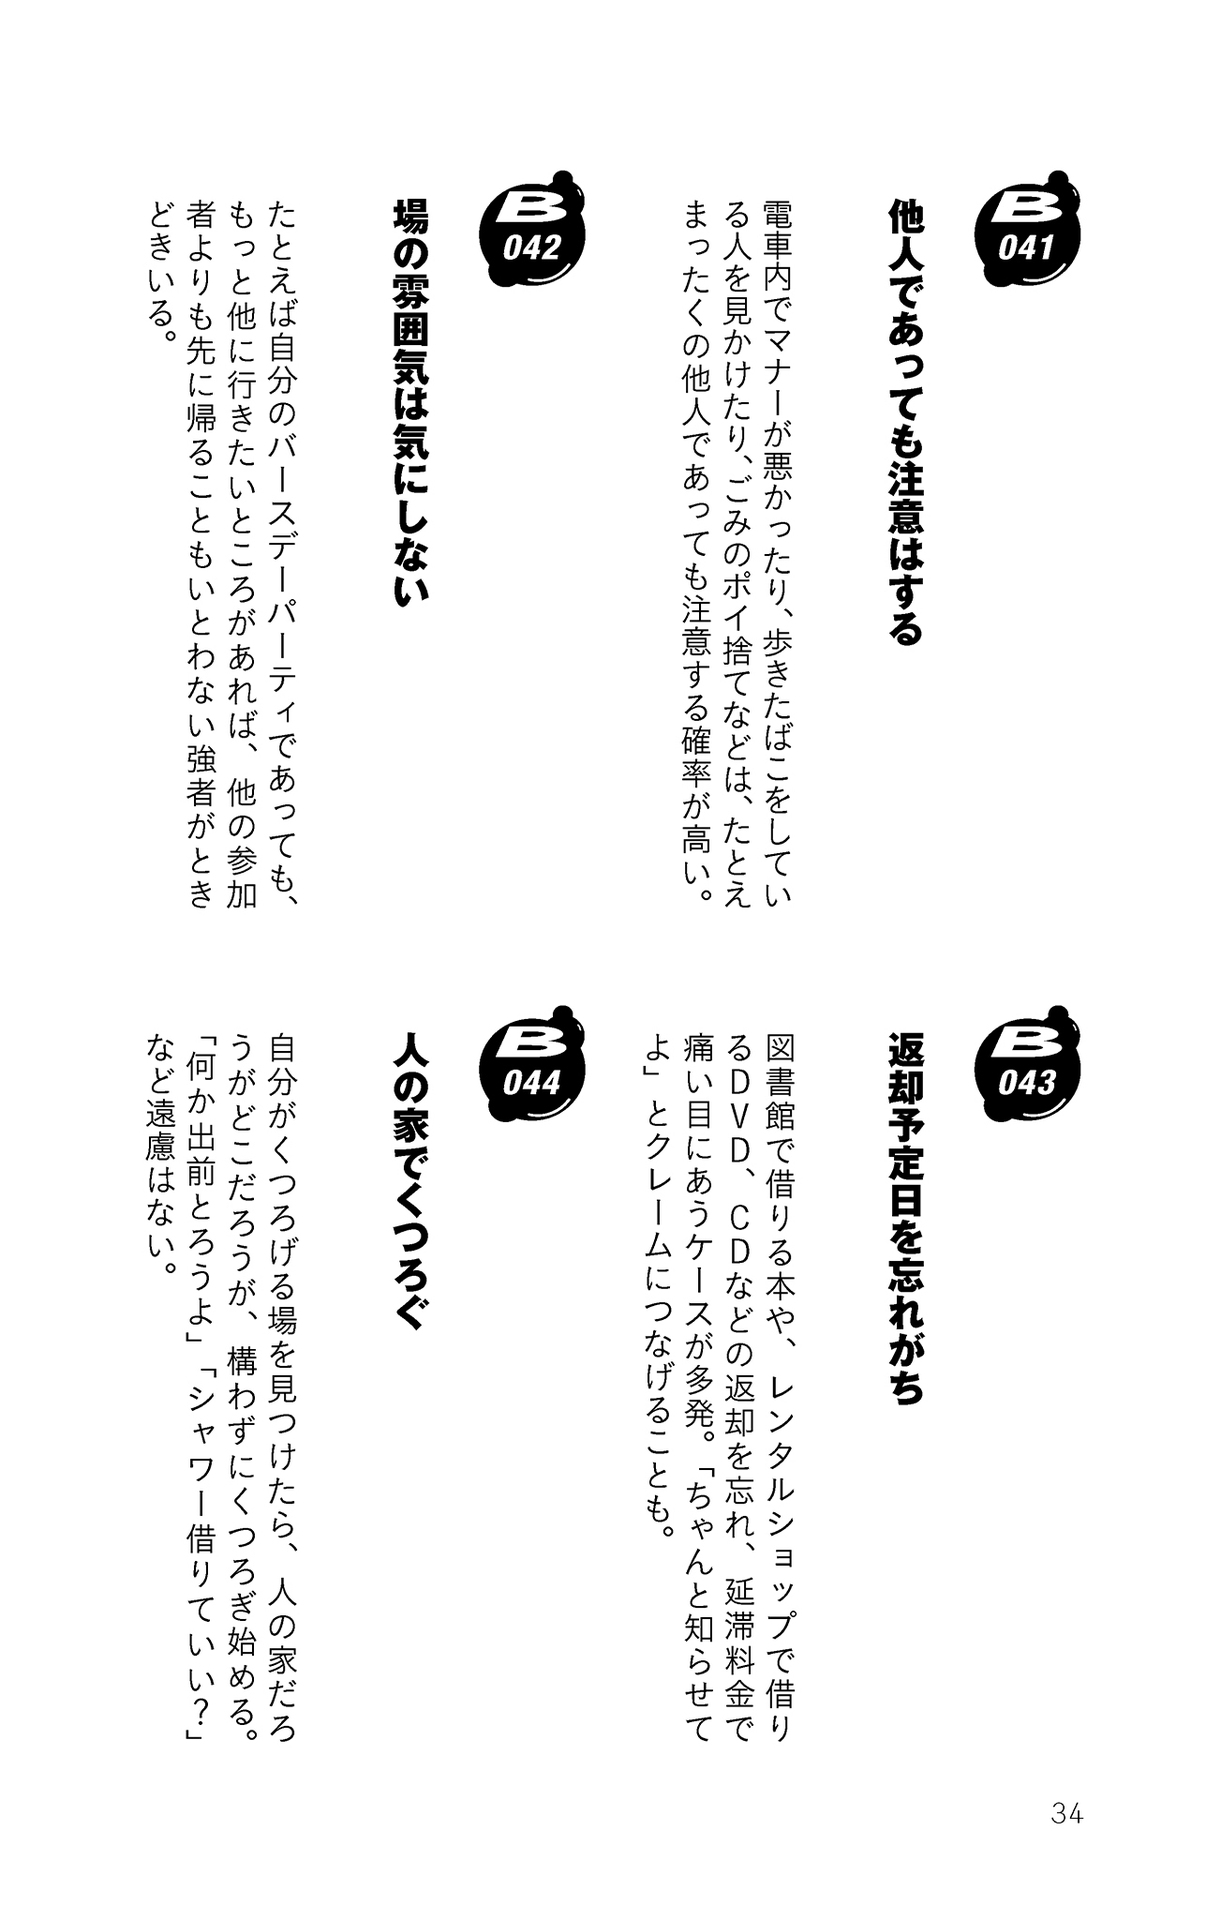 B
041
他人であっても注意はする
電車内でマナーが悪かったり、歩きたばこをしてい
る人を見かけたり、ごみのポイ捨てなどは、たとえ
まったくの他人であっても注意する確率が高い。
B
042
場の雰囲気は気にしない
たとえば自分のバースデーパーティであっても、
もっと他に行きたいところがあれば、他の参加
者よりも先に帰ることもいとわない強者がとき
どきいる。
B
043
返却予定日を忘れがち
図書館で借りる本や、レンタルショップで借り
るDVD、CDなどの返却を忘れ、延滞料金で
痛い目にあうケースが多発。「ちゃんと知らせて
よ」とクレームにつなげることも。
B
044
人の家でくつろぐ
自分がくつろげる場を見つけたら、人の家だろ
うがどこだろうが、構わずにくつろぎ始める。
「何か出前とろうよ」「シャワー借りていい？」
など遠慮はない。
34